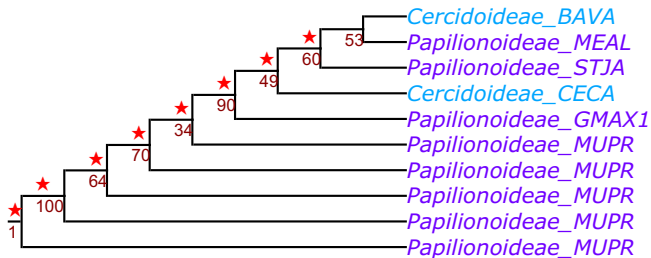 Cercidoideae_BAVA
53
Papilionoideae_MEAL
60
Papilionoideae_STJA
49
Cercidoideae_CECA
90
Papilionoideae_GMAX1
34
Papilionoideae_MUPR
70
Papilionoideae_MUPR
64
Papilionoideae_MUPR
100
Papilionoideae_MUPR
1
Papilionoideae_MUPR